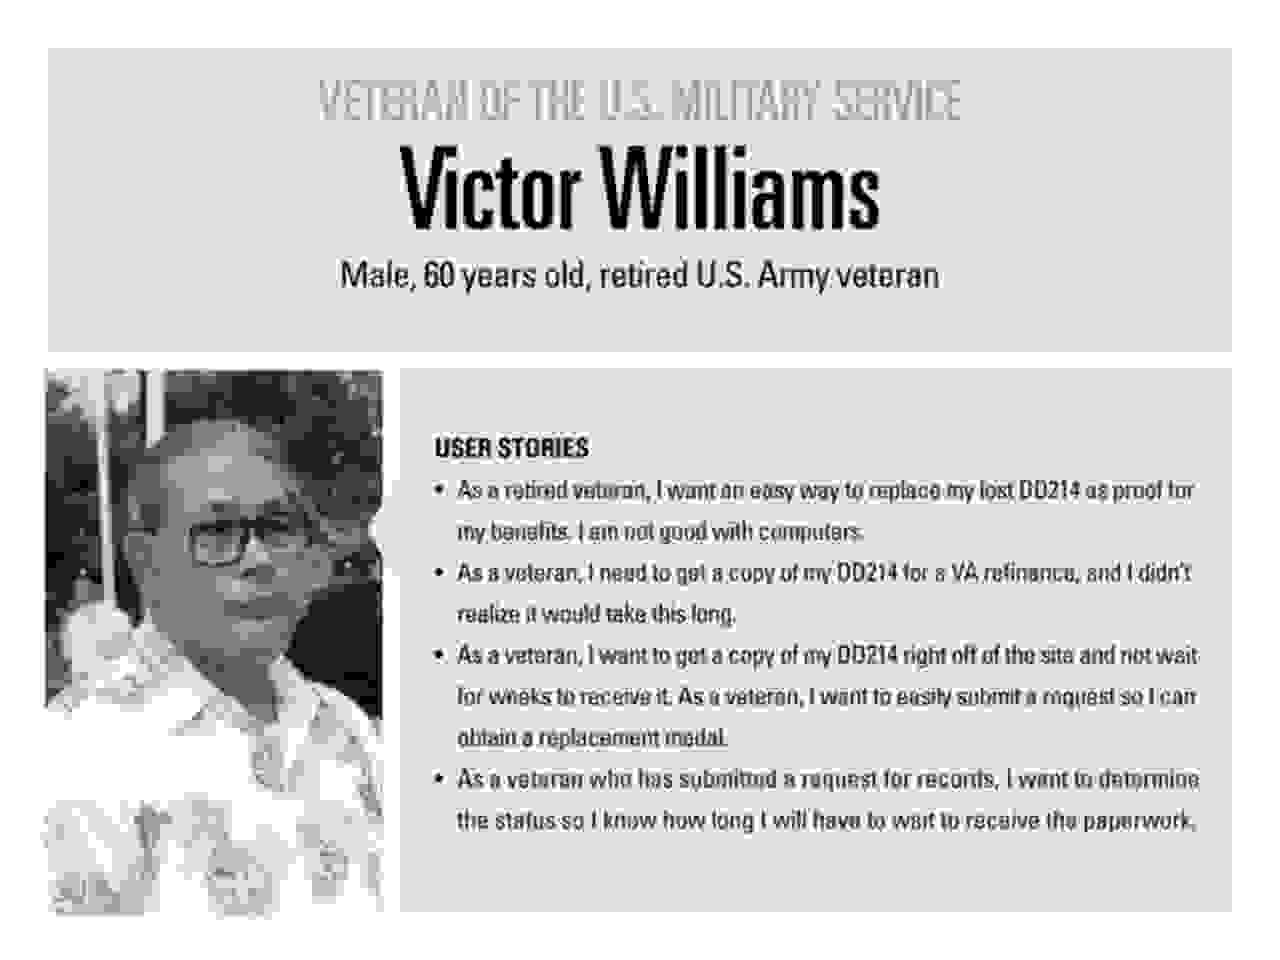 VETERAN OF THE U.S. MILITARY SERVICE
Victor Williams
Male, 60 years old, retired U.S. Army veteran
USER STORIES
• As a retired veteran, I want an easy way to replace my lost DD214 as proof for
my benefits. I am not good with computers.
• As a veteran, I need to get a copy of my DD214 for a VA refinance, and I didn't
realize it would take this long.
• As a veteran, I want to get a copy of my DD214 right off of the site and not wait
for weeks to receive it. As a veteran, I want to easily submit a request so I can
obtain a replacement medal.
• As a veteran who has submitted a request for records, I want to determine
the status so I know how long I will have to wait to receive the paperwork.